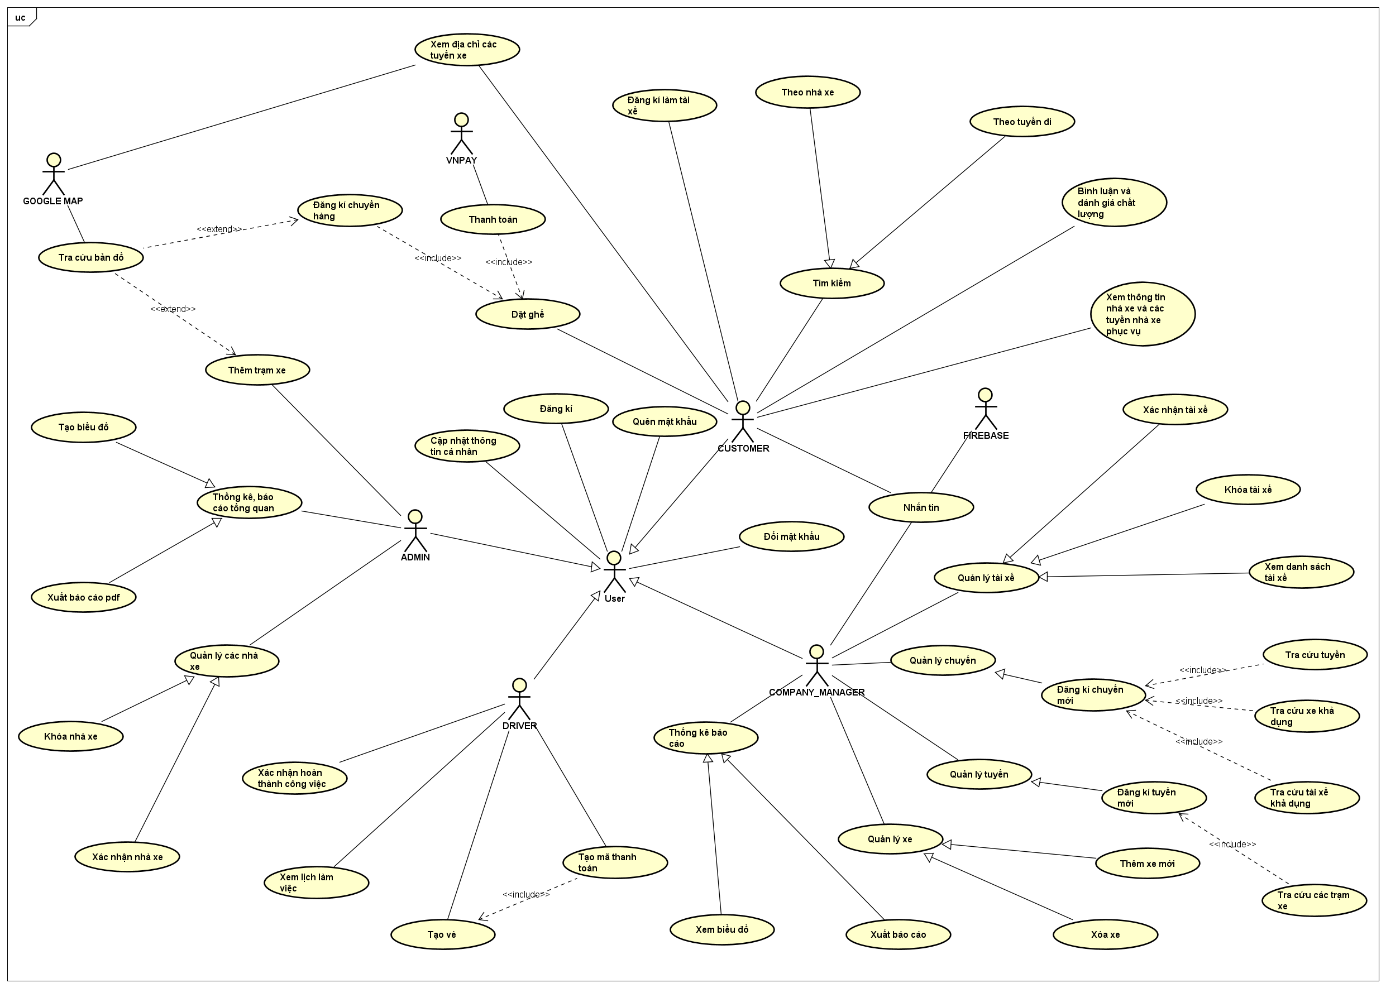 uc
Xem địa chỉ các
tuyến xe
Đăng kí làm tài
xế
Theo nhà xe
Theo tuyến đi
VNPAY
GOOGLE MAP
Đăng kí chuyển
hàng
Thanh toán
Bình luận và
đánh giá chất
lượng
<<extend>>
Tra cứu bản đồ
<<include>>
<<include>>
Tìm kiếm
<<extend>>
Đặt ghế
Xem thông tin
nhà xe và các
tuyến nhà xe
phục vụ
Thêm trạm xe
Tạo biểu đồ
Đăng kí
Quên mật khẩu
Cập nhật thông
tin cá nhân
CUSTOMER
FIREBASE
Xác nhận tài xế
Thống kê, báo
cáo tổng quan
Nhắn tin
Khóa tài xế
ADMIN
Đổi mật khẩu
Xuất báo cáo pdf
User
Quản lý tài xế
Xem danh sách
tài xế
Quản lý các nhà
xe
Quản lý chuyến
Tra cứu tuyến
<<include>>
COMPANY_MANAGER
Đăng kí chuyến
mới
<<include>>
Tra cứu xe khả
dụng
DRIVER
Khóa nhà xe
Thống kê báo
cáo
<<include>>
Xác nhận hoàn
thành công việc
Quản lý tuyến
Đăng kí tuyến
mới
Tra cứu tài xế
khả dụng
Quản lý xe
<<include>>
Xác nhận nhà xe
Xem lịch làm
việc
Tạo mã thanh
toán
Thêm xe mới
<<include>>
Tra cứu các trạm
xe
Tạo vé
Xem biểu đồ
Xuất báo cáo
Xóa xe